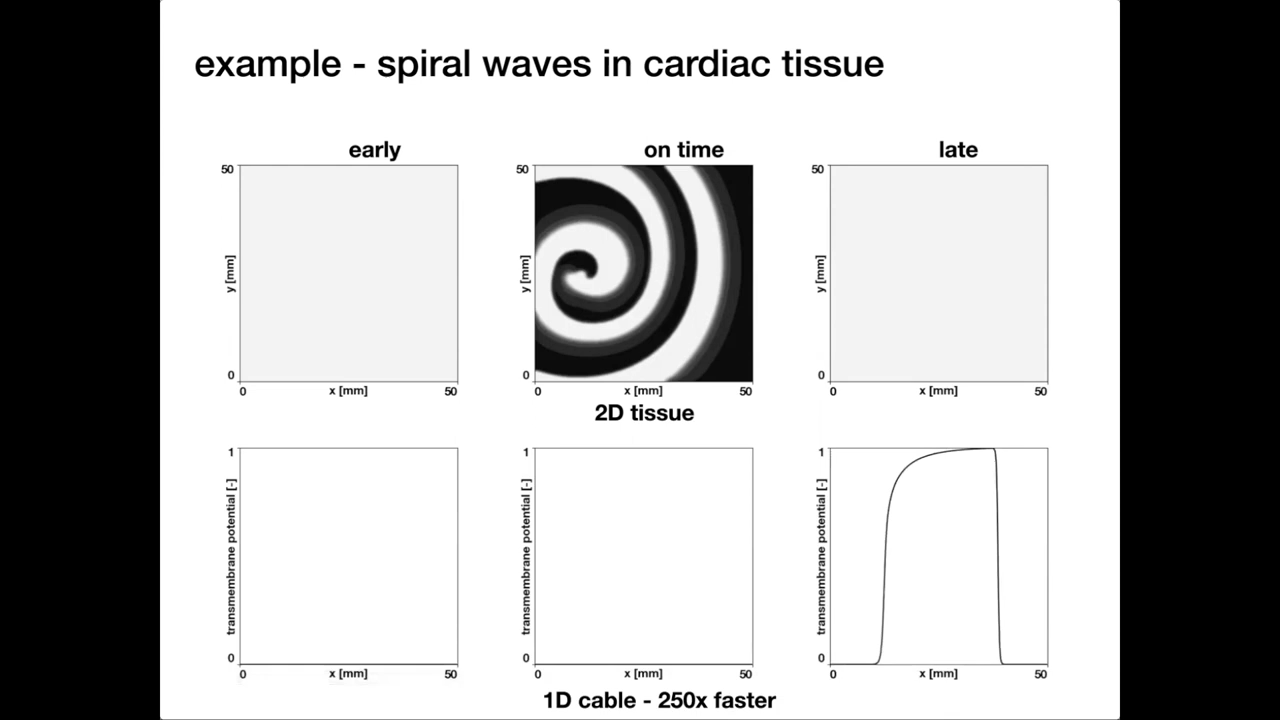 example - spiral waves in cardiac tissue
early
on time
late
50
y [mm]
0
0
x [mm]
50
50
y [mm]
0
0
x [mm]
50
50
y [mm]
0
0
x [mm]
50
2D tissue
1
transmembrane potential [-]
0
0
x [mm]
50
1
transmembrane potential [-]
0
0
x [mm]
50
1
transmembrane potential [-]
0
0
x [mm]
50
1D cable - 250x faster